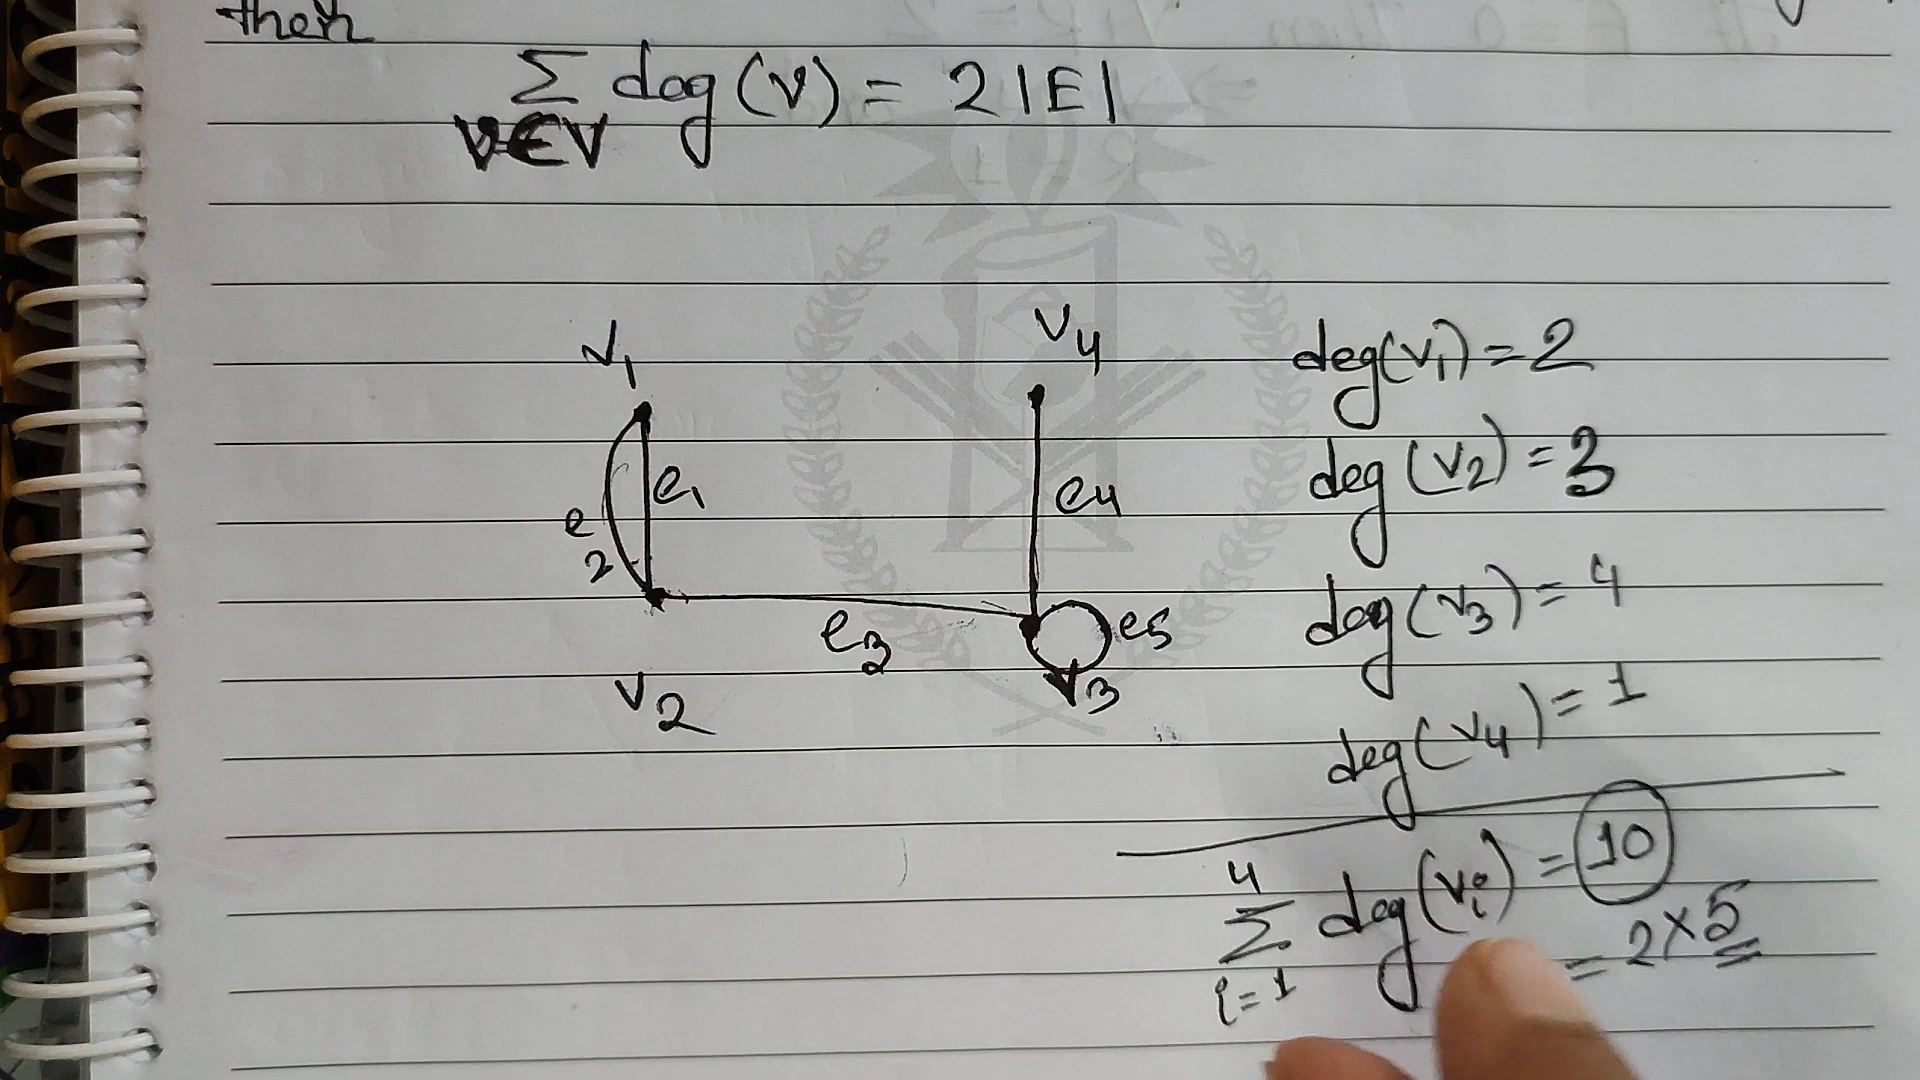 then
Σ deg (v) = 2 |E|
v∈V
v1
v4
deg(v1) = 2
deg (v2) = 3
e1
e4
e2
deg (v3) = 4
e3
e5
v2
v3
deg (v4) = 1
4
Σ deg (vi) = 10
i = 1
= 2 × 5